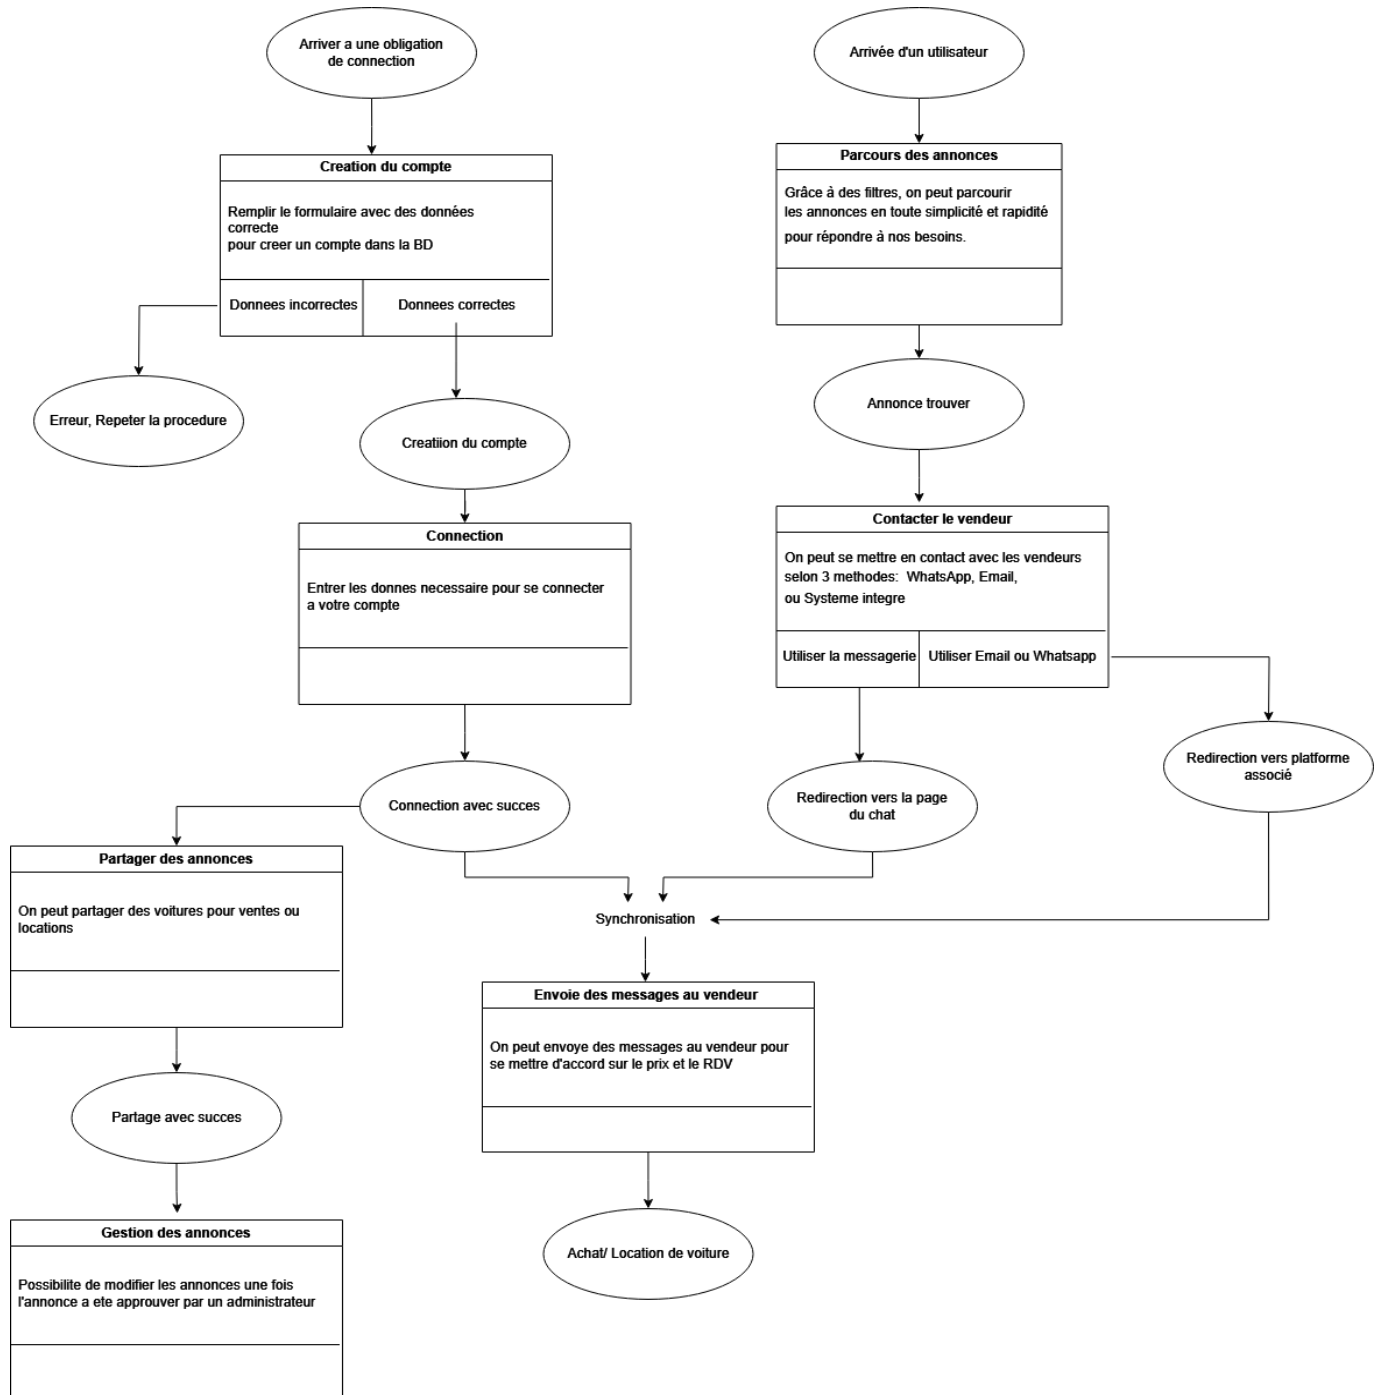 Arriver a une obligation
de connection
Arrivée d'un utilisateur
Creation du compte
Remplir le formulaire avec des données
correcte
pour creer un compte dans la BD
Donnees incorrectes
Donnees correctes
Parcours des annonces
Grâce à des filtres, on peut parcourir
les annonces en toute simplicité et rapidité
pour répondre à nos besoins.
Erreur, Repeter la procedure
Creatiion du compte
Annonce trouver
Connection
Entrer les donnes necessaire pour se connecter
a votre compte
Contacter le vendeur
On peut se mettre en contact avec les vendeurs
selon 3 methodes: WhatsApp, Email,
ou Systeme integre
Utiliser la messagerie
Utiliser Email ou Whatsapp
Connection avec succes
Redirection vers la page
du chat
Redirection vers platforme
associé
Partager des annonces
On peut partager des voitures pour ventes ou
locations
Synchronisation
Envoie des messages au vendeur
On peut envoye des messages au vendeur pour
se mettre d'accord sur le prix et le RDV
Partage avec succes
Gestion des annonces
Possibilite de modifier les annonces une fois
l'annonce a ete approuver par un administrateur
Achat/ Location de voiture